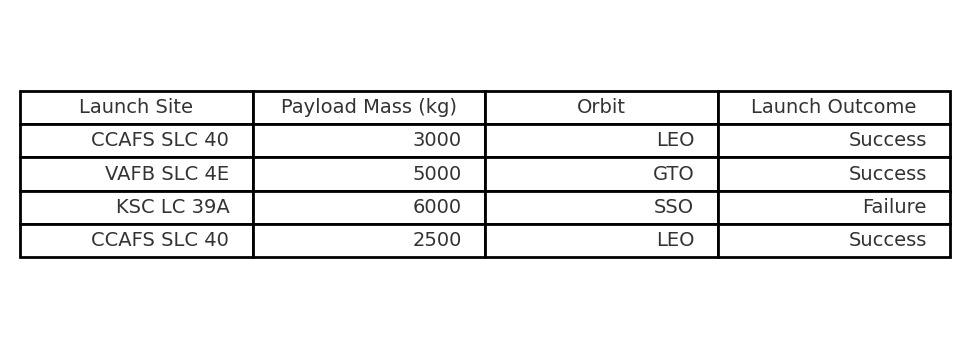 Launch Site Payload Mass (kg) Orbit Launch Outcome
CCAFS SLC 40 3000 LEO Success
VAFB SLC 4E 5000 GTO Success
KSC LC 39A 6000 SSO Failure
CCAFS SLC 40 2500 LEO Success